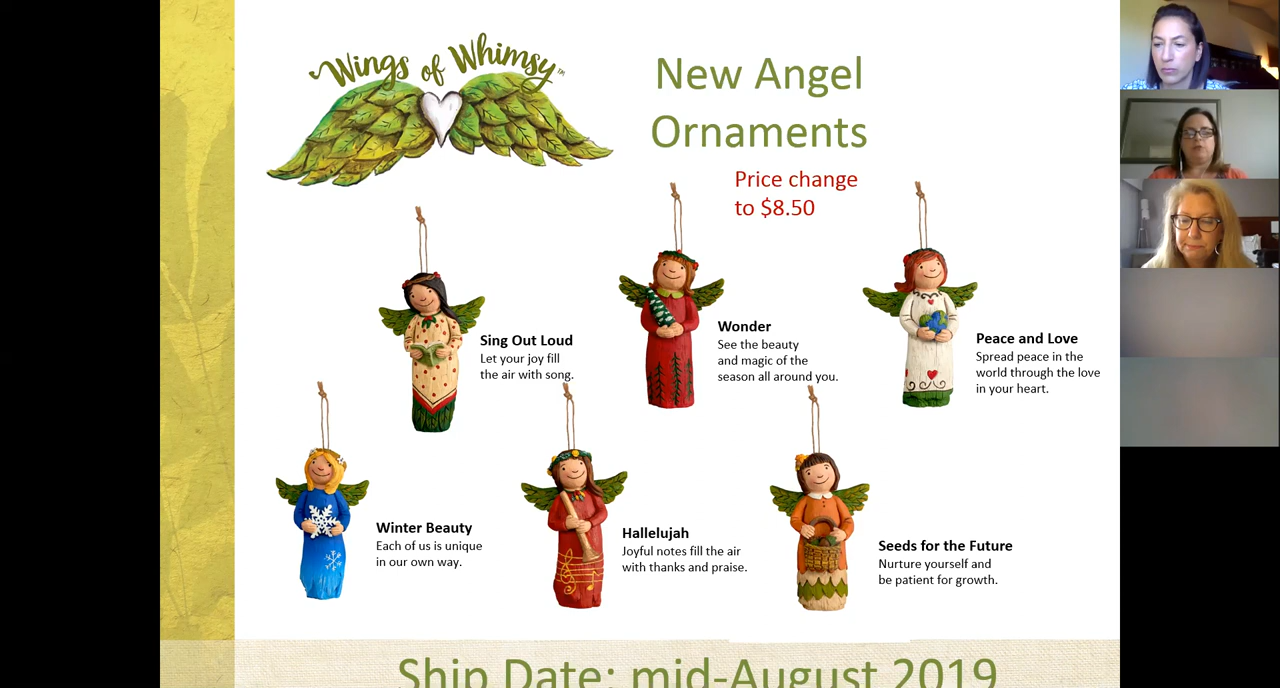 Wings of Whimsy™
New Angel
Ornaments
Price change
to $8.50
Sing Out Loud
Let your joy fill
the air with song.
Wonder
See the beauty
and magic of the
season all around you.
Peace and Love
Spread peace in the
world through the love
in your heart.
Winter Beauty
Each of us is unique
in our own way.
Hallelujah
Joyful notes fill the air
with thanks and praise.
Seeds for the Future
Nurture yourself and
be patient for growth.
Ship Date: mid-August 2019